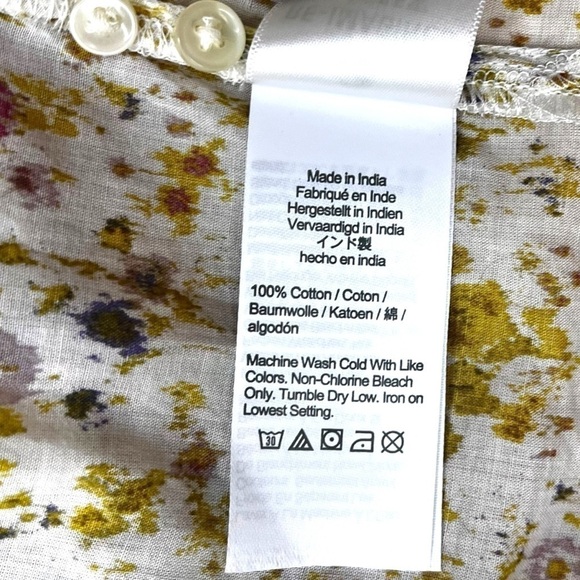 Made in India
Fabriqué en Inde
Hergestellt in Indien
Vervaardigd in India
インド製
hecho en india
100% Cotton / Coton /
Baumwolle / Katoen / 綿 /
algodón
Machine Wash Cold With Like
Colors. Non-Chlorine Bleach
Only. Tumble Dry Low. Iron on
Lowest Setting.
30